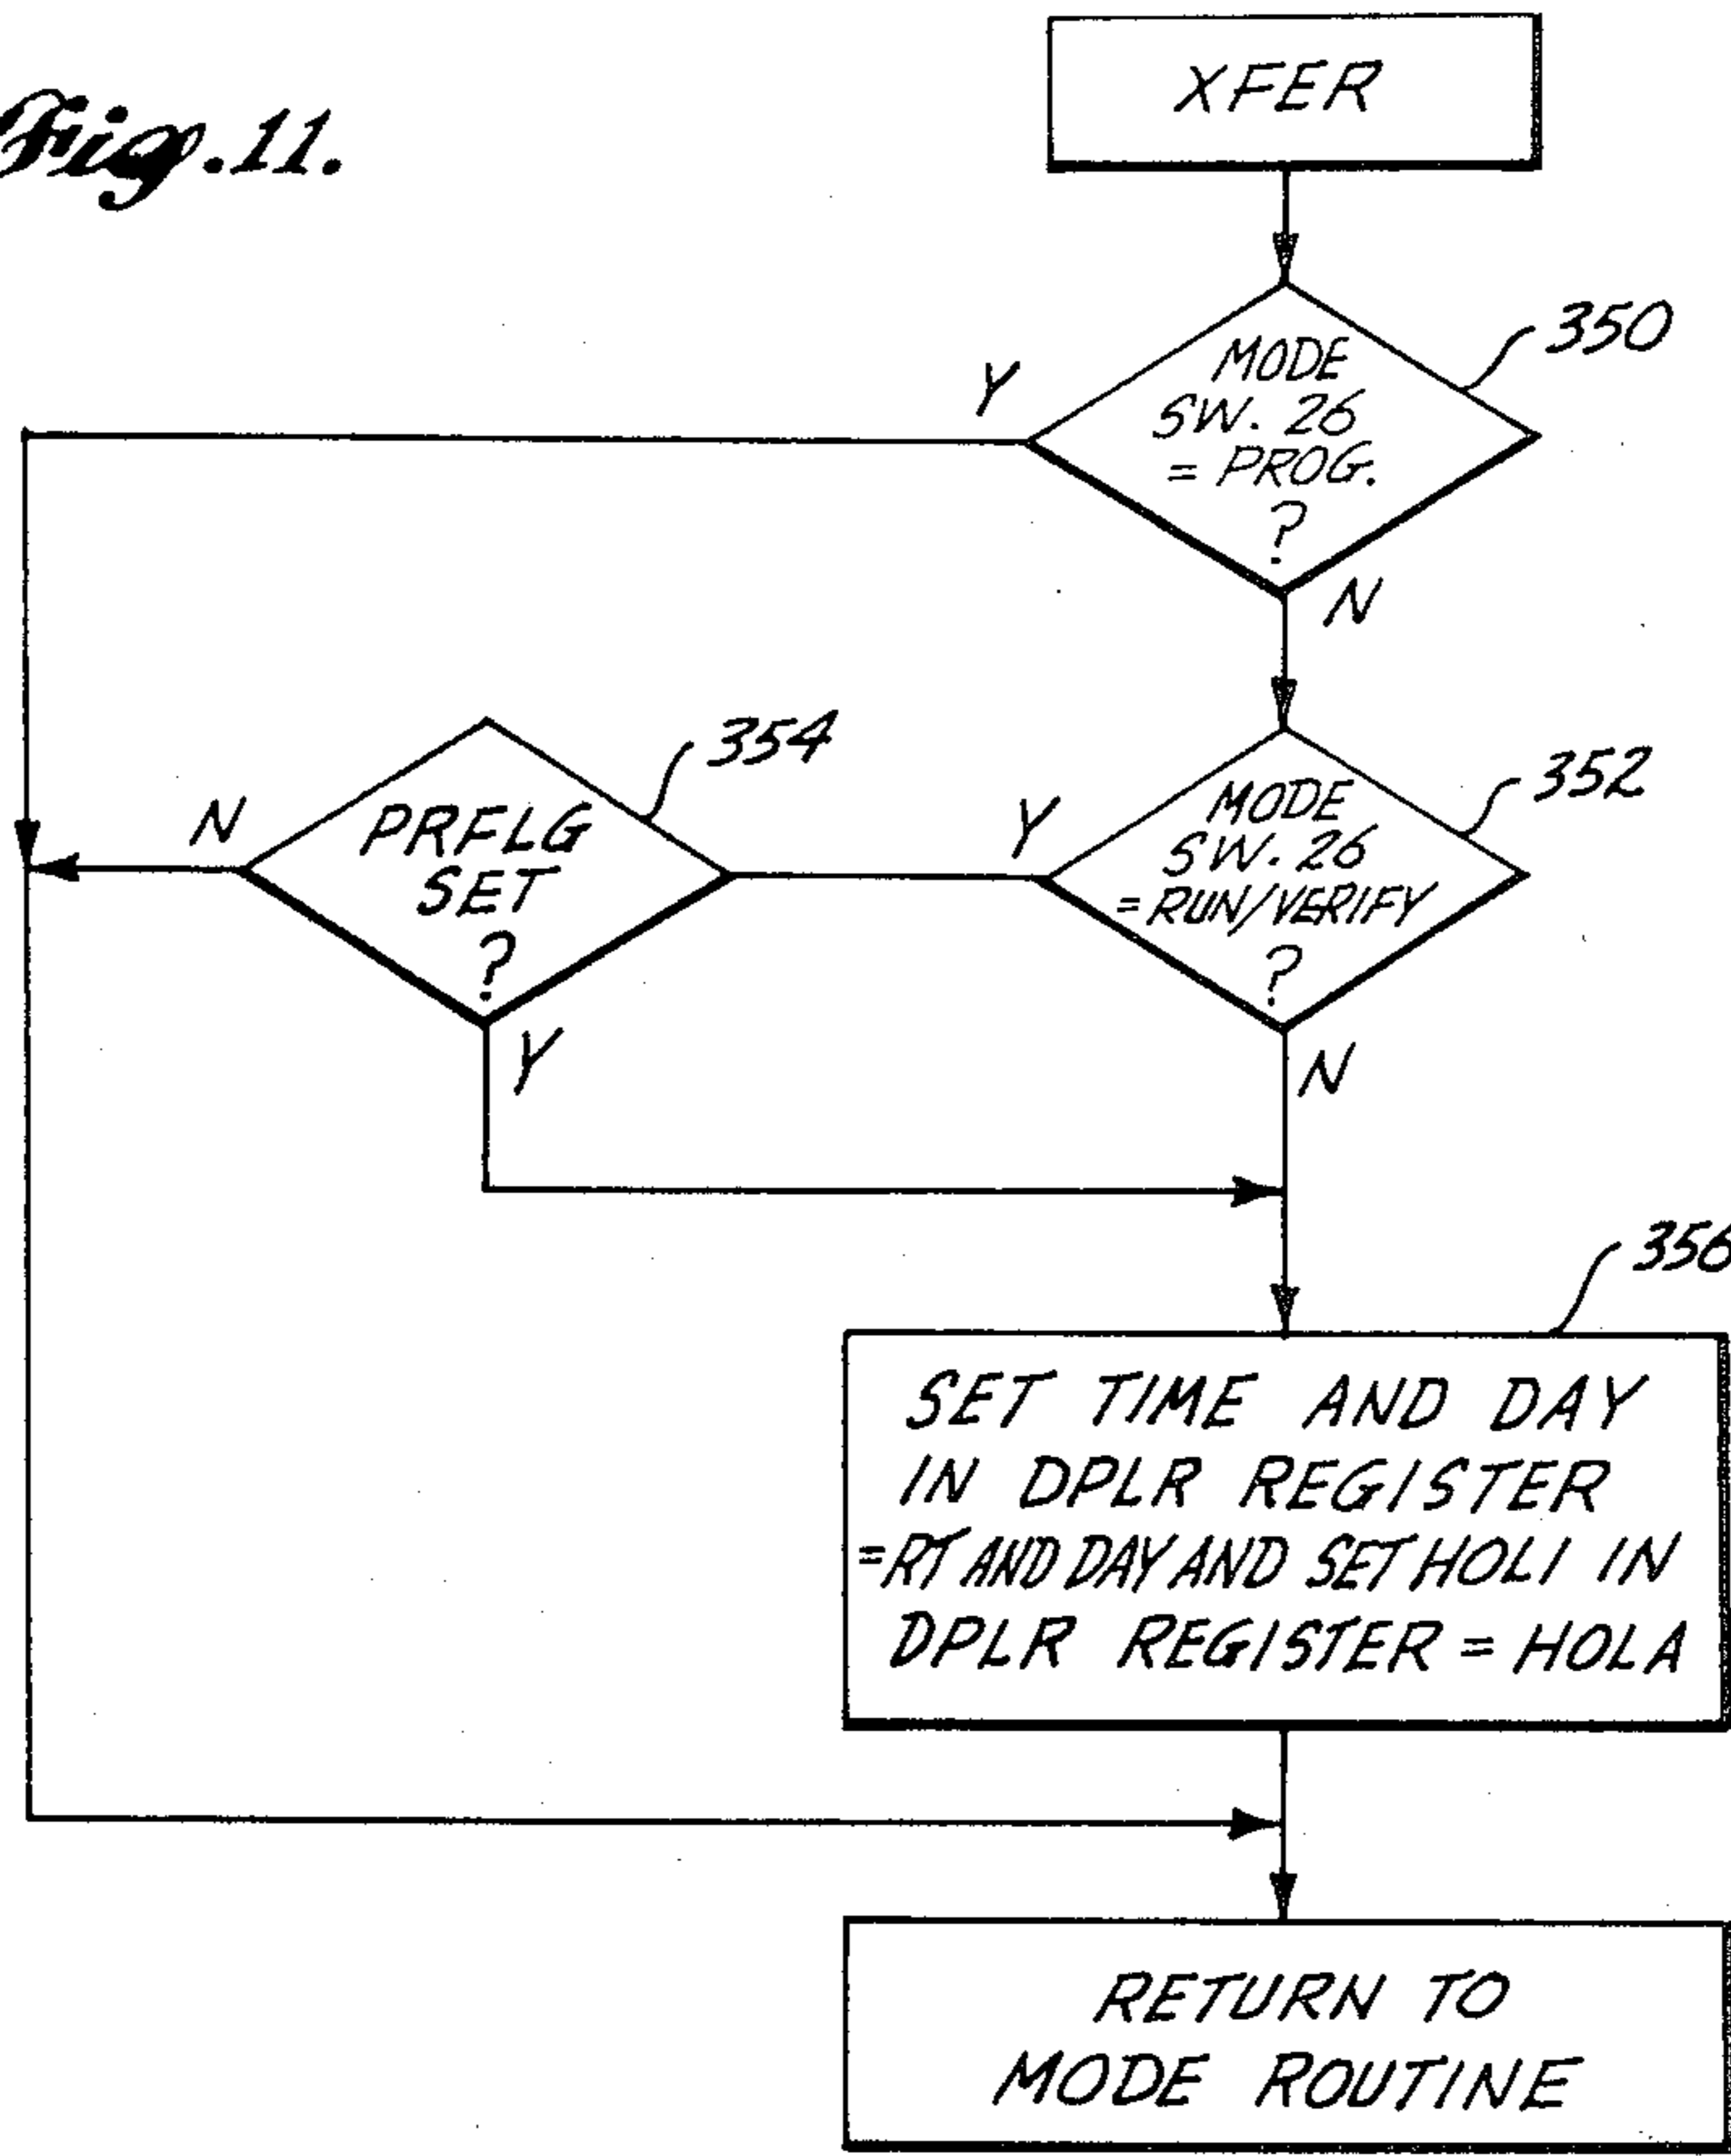 Fig. 11.
XFER
350
MODE
SW. 26
= PROG.
?
Y
N
354
352
PRFLG
SET
?
N
Y
MODE
SW. 26
= RUN/VERIFY
?
Y
N
356
SET TIME AND DAY
IN DPLR REGISTER
= RT AND DAY AND SET HOLI IN
DPLR REGISTER = HOLA
RETURN TO
MODE ROUTINE